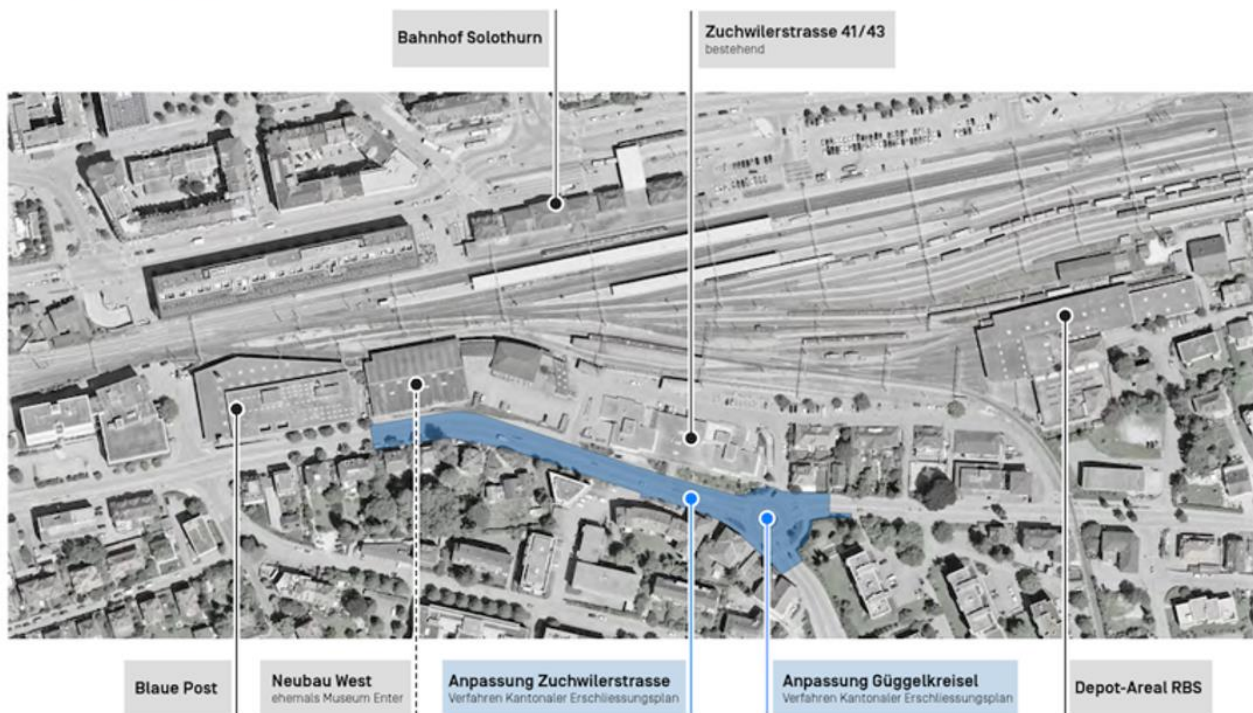 Bahnhof Solothurn
Zuchwilerstrasse 41/43
bestehend
Blaue Post
Neubau West
ehemals Museum Enter
Anpassung Zuchwilerstrasse
Verfahren Kantonaler Erschliessungsplan
Anpassung Güggelkreisel
Verfahren Kantonaler Erschliessungsplan
Depot-Areal RBS